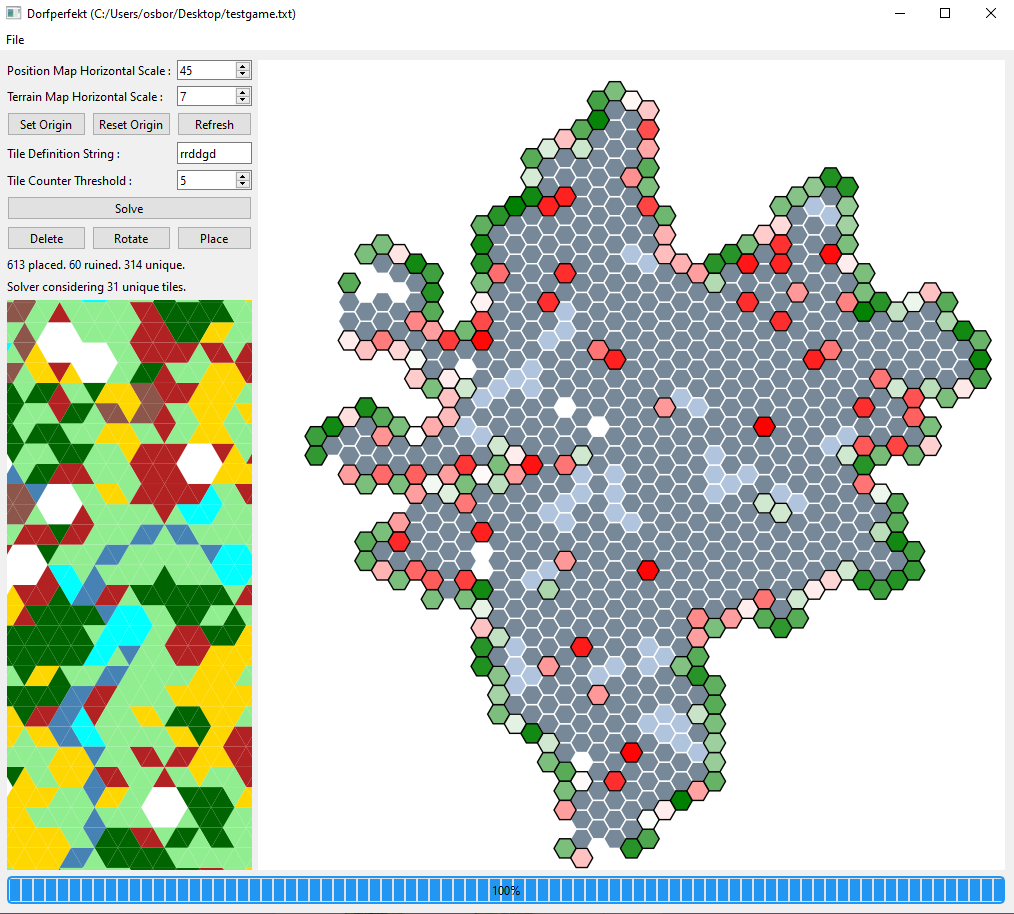 Dorfperfekt (C:/Users/osbor/Desktop/testgame.txt)
File
Position Map Horizontal Scale : 45
Terrain Map Horizontal Scale : 7
Set Origin Reset Origin Refresh
Tile Definition String : rrddgd
Tile Counter Threshold : 5
Solve
Delete Rotate Place
613 placed. 60 ruined. 314 unique.
Solver considering 31 unique tiles.
100%